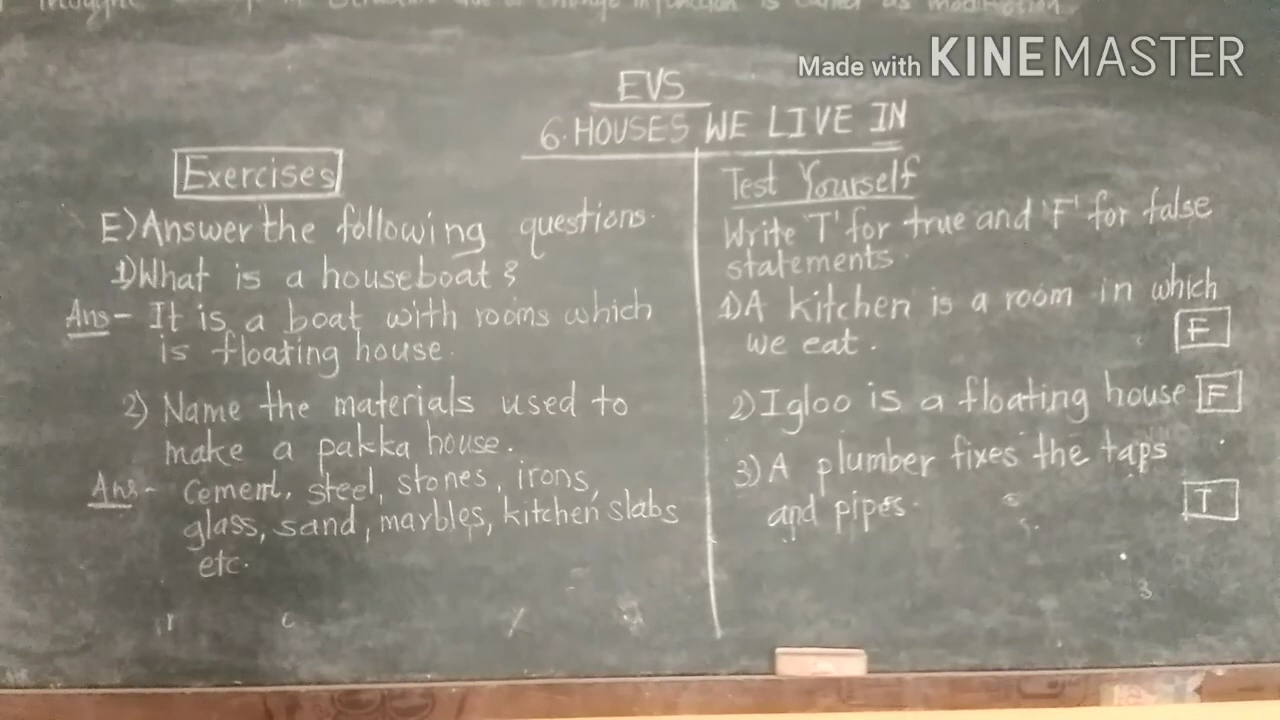 Made with KINEMASTER
EVS
6. HOUSES WE LIVE IN
Exercises
E) Answer the following questions.
1) What is a houseboat?
Ans - It is a boat with rooms which
is floating house.
2) Name the materials used to
make a pakka house.
Ans - Cement, steel, stones, irons,
glass, sand, marbles, kitchen slabs
etc.
Test Yourself
Write 'T' for true and 'F' for false
statements.
1) A kitchen is a room in which
we eat. F
2) Igloo is a floating house F
3) A plumber fixes the taps
and pipes. T